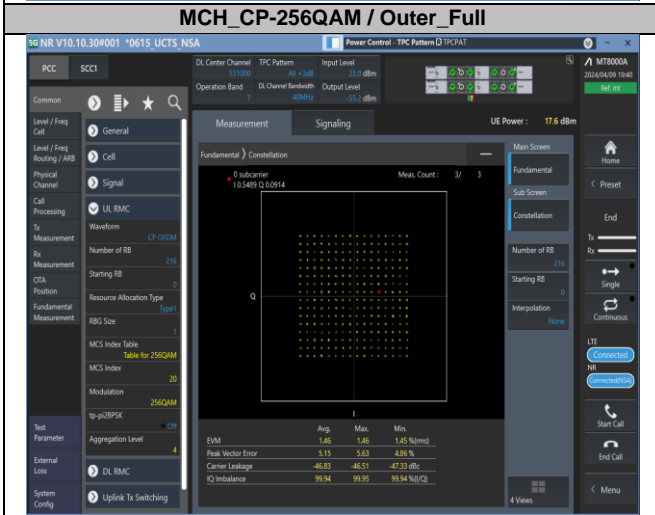 MCH_CP-256QAM / Outer_Full
5G NR V10.10.30#001 *0615_UCTS_NSA
Power Control - TPC Pattern TPCPAT
PCC SCC1
DL Center Channel TPC Pattern Input Level
531000 All +3dB 23.0 dBm
Operation Band DL Channel Bandwidth Output Level
7 40MHz -55.2 dBm
MT8000A
2024/04/09 19:40
Ref. Int
Common
Level / Freq Cell
Level / Freq Routing / ARB
Physical Channel
Call Processing
Tx Measurement
Rx Measurement
OTA Position
Fundamental Measurement
Test Parameter
External Loss
System Config
General
Cell
Signal
UL RMC
Waveform
CP OFDM
Number of RB
216
Starting RB
0
Resource Allocation Type
Type1
RBG Size
1
MCS Index Table
Table for 256QAM
MCS Index
20
Modulation
256QAM
tp-pi2BPSK
Off
Aggregation Level
4
DL RMC
Uplink Tx Switching
Measurement Signaling
UE Power : 17.6 dBm
Fundamental Constellation
0 subcarrier Meas. Count : 3/ 3
I 0.5489 Q 0.0914
Q
I
Avg. Max. Min.
EVM 1.46 1.46 1.45 %(rms)
Peak Vector Error 5.15 5.63 4.86 %
Carrier Leakage -46.83 -46.51 -47.33 dBc
IQ Imbalance 99.94 99.95 99.94 %(I/Q)
Main Screen
Fundamental
Sub Screen
Constellation
Number of RB
216
Starting RB
0
Interpolation
None
4 Views
Home
Preset
End
Tx
Rx
Single
Continuous
LTE
Connected
NR
Connected(NSA)
Start Call
End Call
Menu